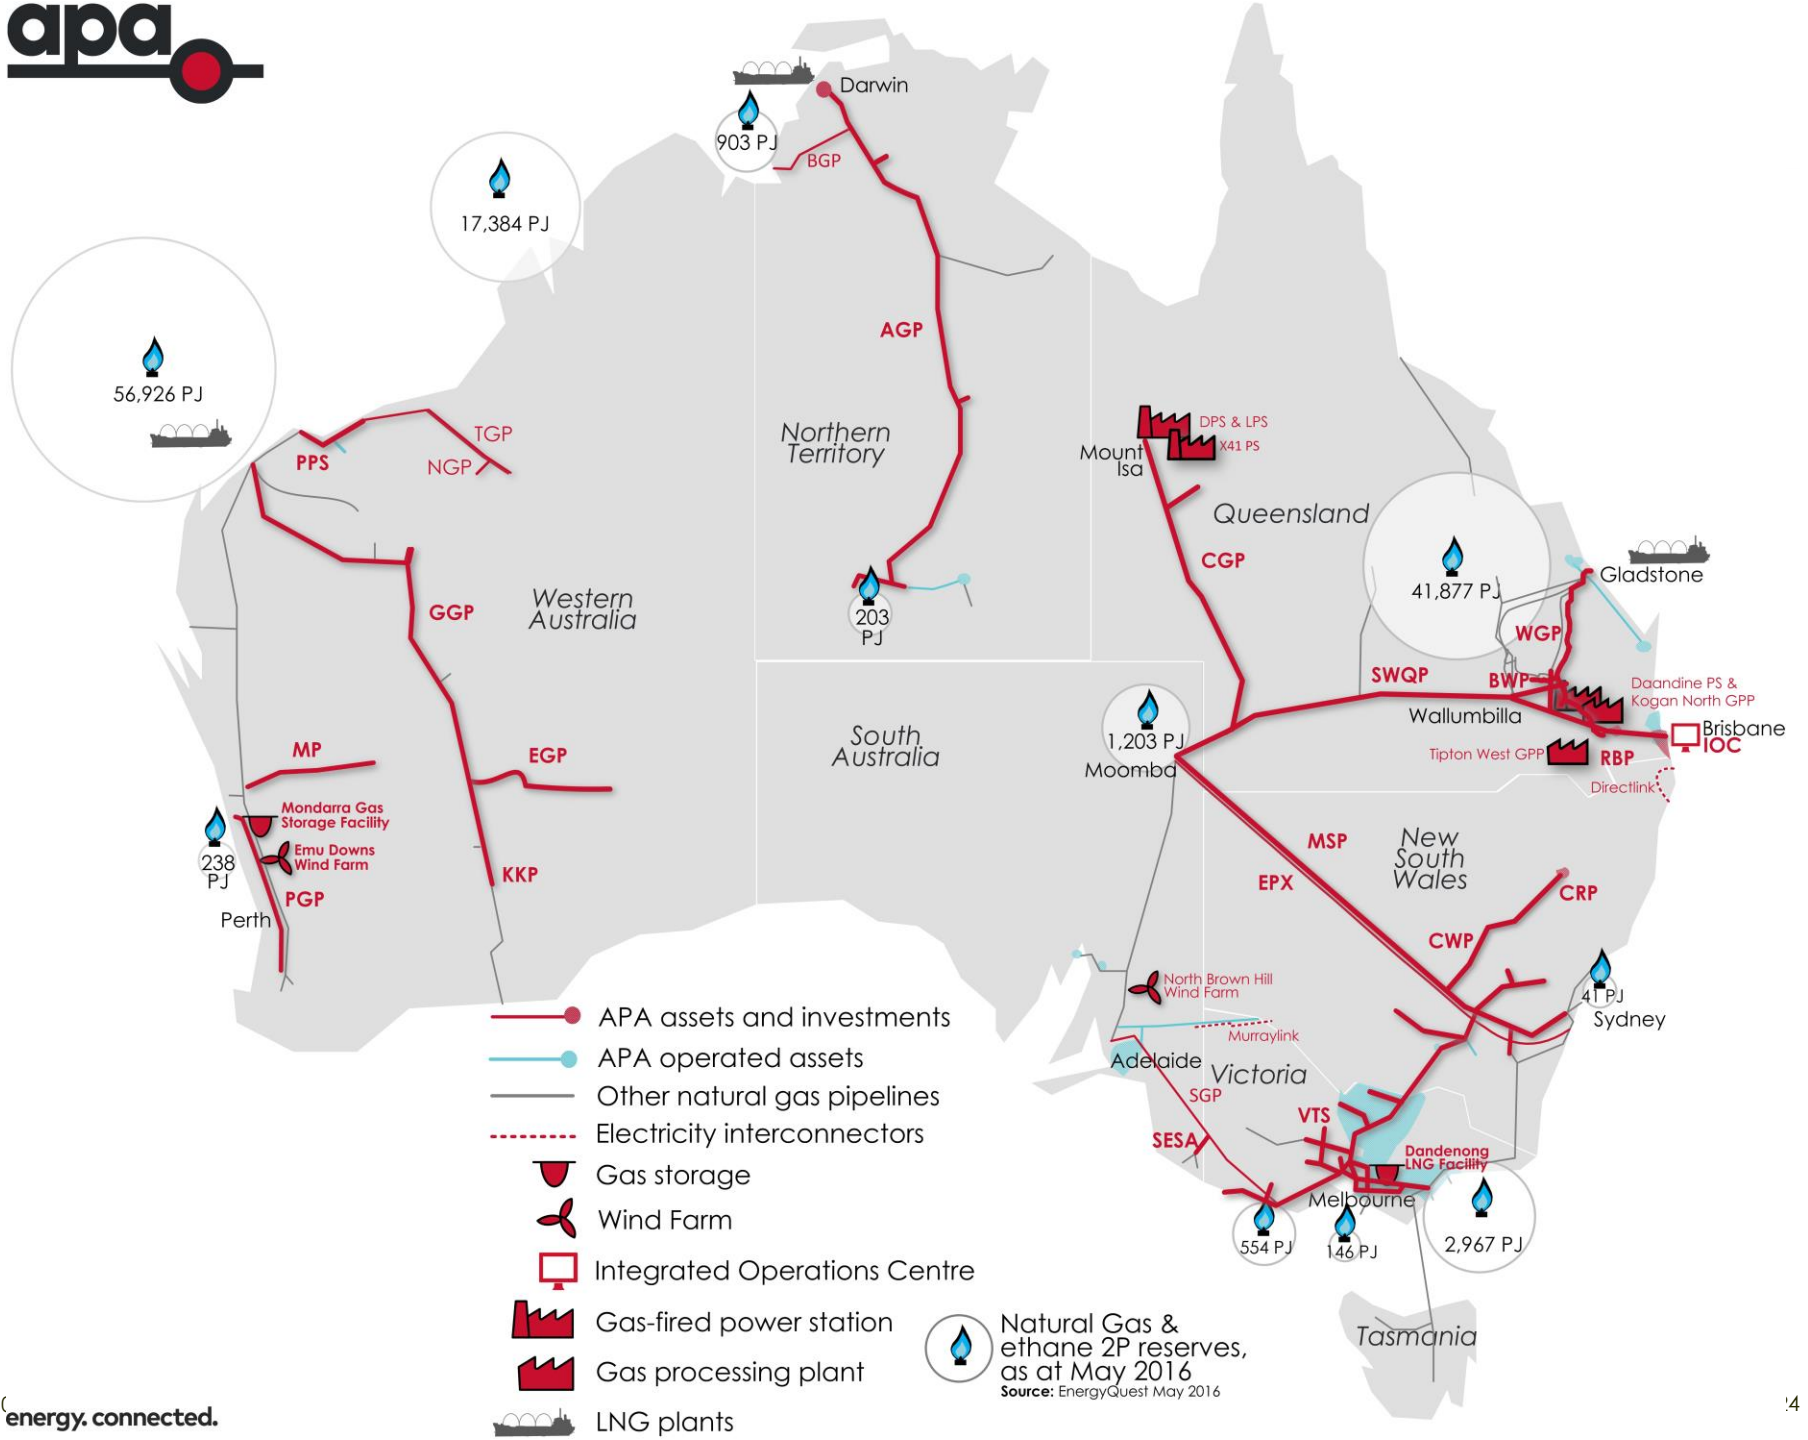 apa
Darwin
903 PJ
BGP
17,384 PJ
56,926 PJ
AGP
TGP
NGP
PPS
Northern
Territory
DPS & LPS
X41 PS
Mount
Isa
Queensland
CGP
41,877 PJ
Gladstone
WGP
GGP
Western
Australia
203
PJ
SWQP
BWP
Daandine PS &
Kogan North GPP
Wallumbilla
Brisbane
IOC
Tipton West GPP
RBP
Directlink
1,203 PJ
Moomba
South
Australia
MP
EGP
Mondarra Gas
Storage Facility
Emu Downs
Wind Farm
238
PJ
PGP
Perth
KKP
MSP
EPX
New
South
Wales
CRP
CWP
41 PJ
Sydney
North Brown Hill
Wind Farm
Murraylink
Adelaide
Victoria
SGP
SESA
VTS
Dandenong
LNG Facility
Melbourne
554 PJ
146 PJ
2,967 PJ
Tasmania
APA assets and investments
APA operated assets
Other natural gas pipelines
Electricity interconnectors
Gas storage
Wind Farm
Integrated Operations Centre
Gas-fired power station
Gas processing plant
LNG plants
Natural Gas &
ethane 2P reserves,
as at May 2016
Source: EnergyQuest May 2016
energy. connected.
24